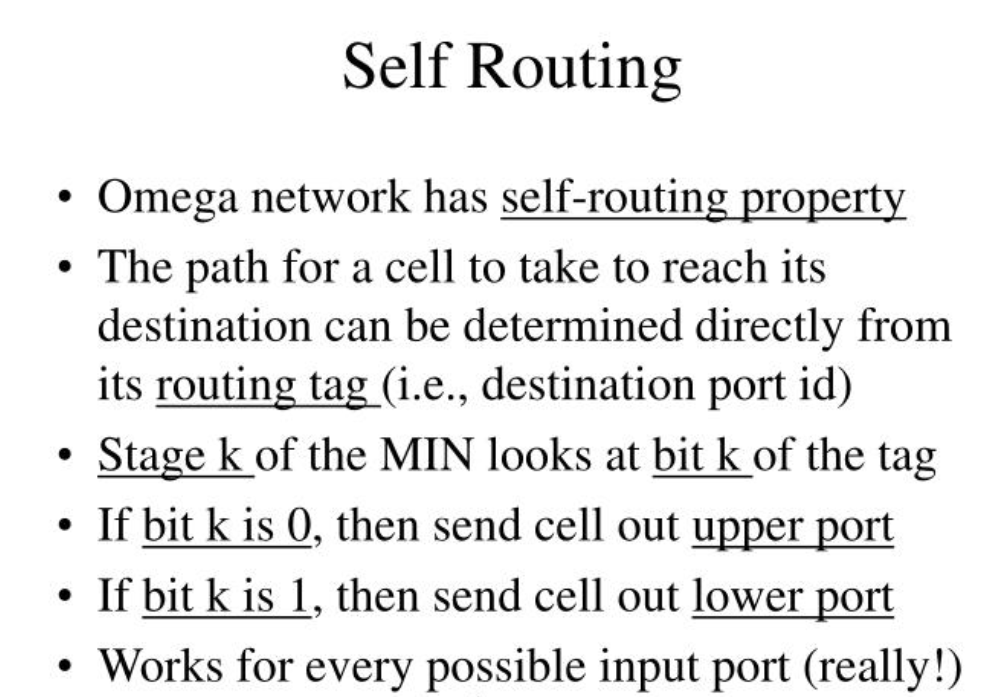 Self Routing
• Omega network has self-routing property
• The path for a cell to take to reach its
destination can be determined directly from
its routing tag (i.e., destination port id)
• Stage k of the MIN looks at bit k of the tag
• If bit k is 0, then send cell out upper port
• If bit k is 1, then send cell out lower port
• Works for every possible input port (really!)